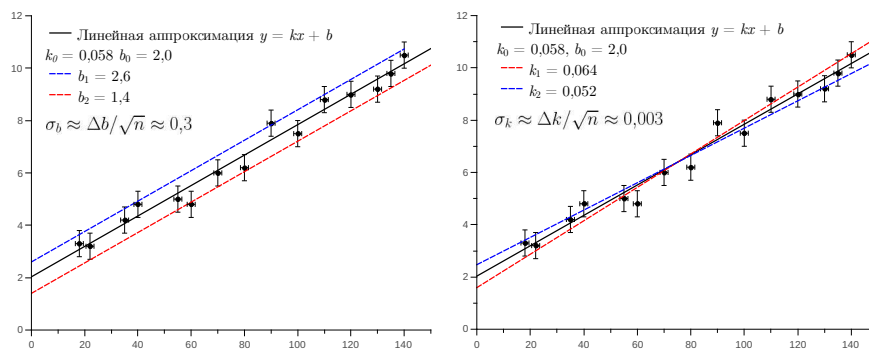 12
10
8
6
4
2
0
0 20 40 60 80 100 120 140
Линейная аппроксимация y = kx + b
k₀ = 0,058 b₀ = 2,0
b₁ = 2,6
b₂ = 1,4
σ_b ≈ Δb/√n ≈ 0,3
12
10
8
6
4
2
0
0 20 40 60 80 100 120 140
Линейная аппроксимация y = kx + b
k₀ = 0,058, b₀ = 2,0
k₁ = 0,064
k₂ = 0,052
σ_k ≈ Δk/√n ≈ 0,003